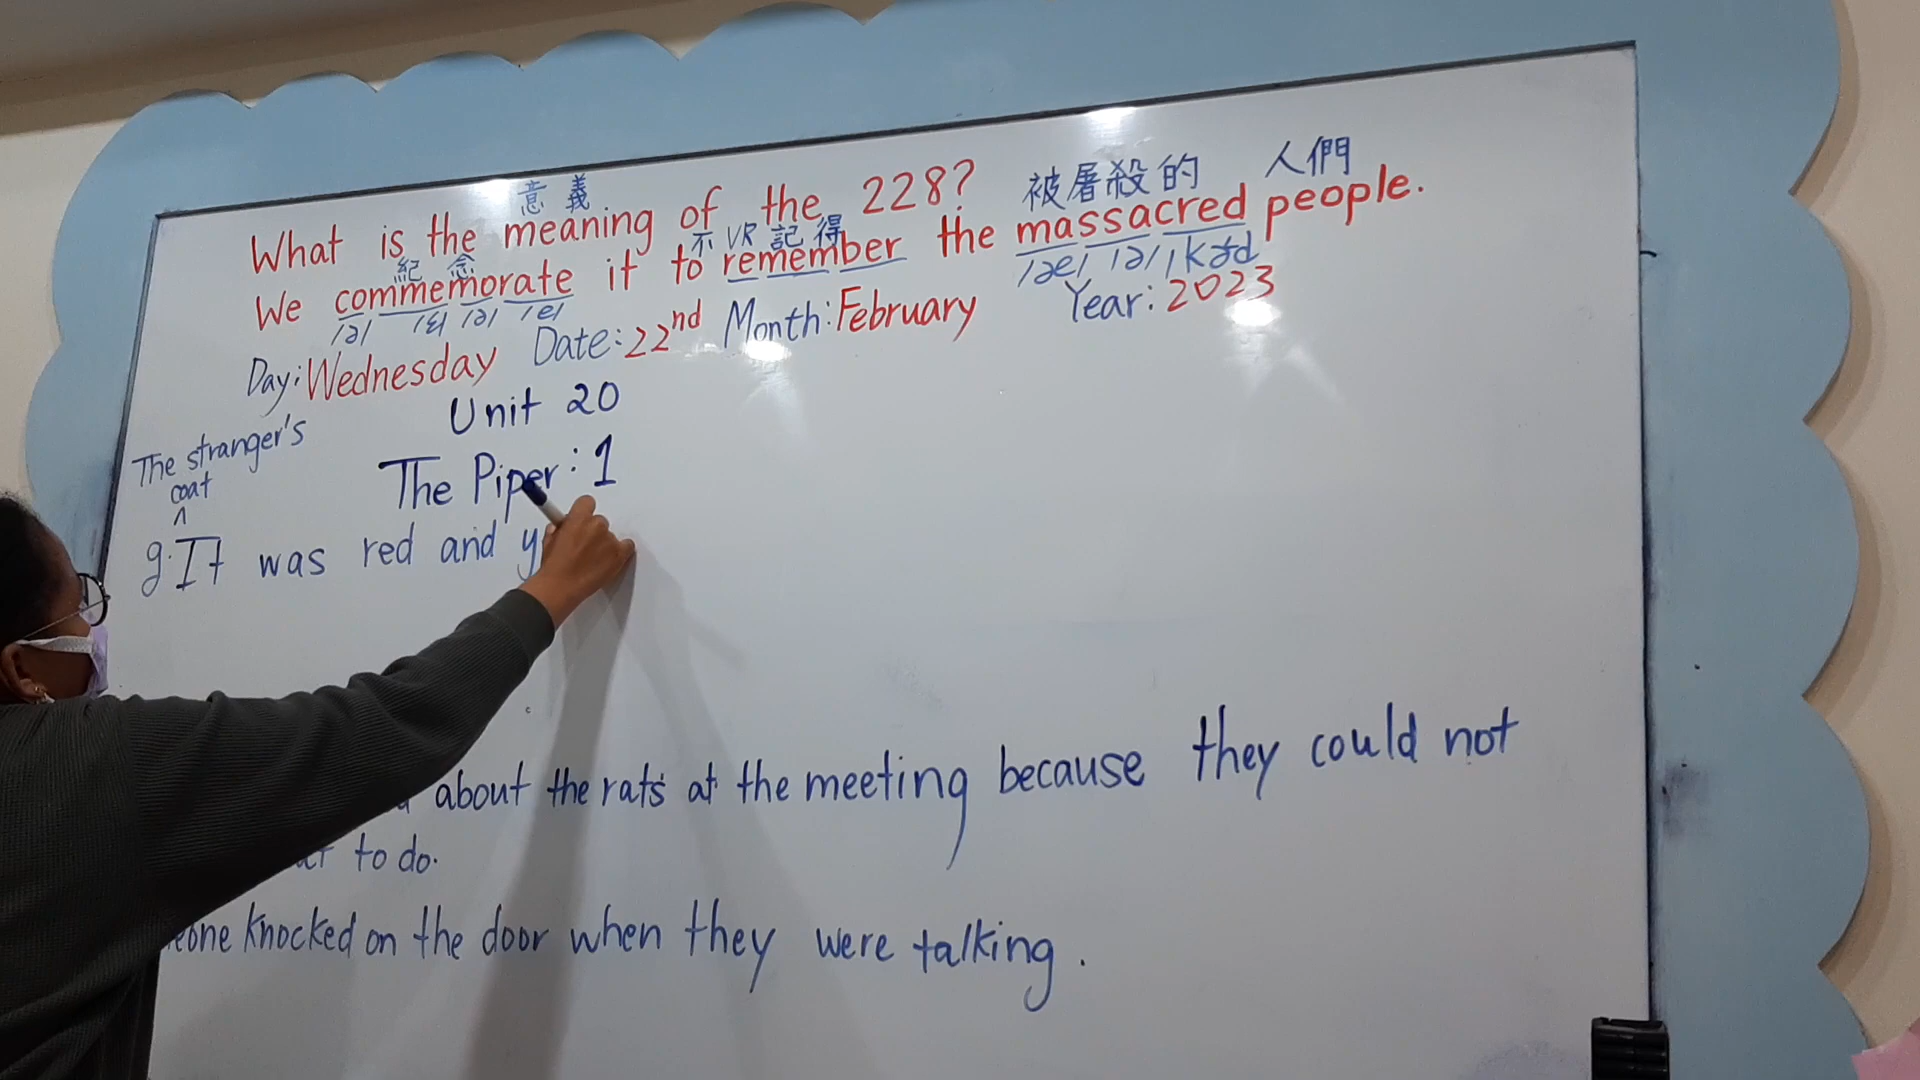 意義
What is the meaning of the 228?
被屠殺的 人們
紀念 不VR 記得
We commemorate it to remember the massacred people.
/ə/ /ɛ/ /ə/ /e/
Day: Wednesday Date: 22nd Month: February Year: 2023
Unit 20
The stranger's
coat
The Piper: 1
g. It was red and
about the rats at the meeting because they could not
to do.
knocked on the door when they were talking.